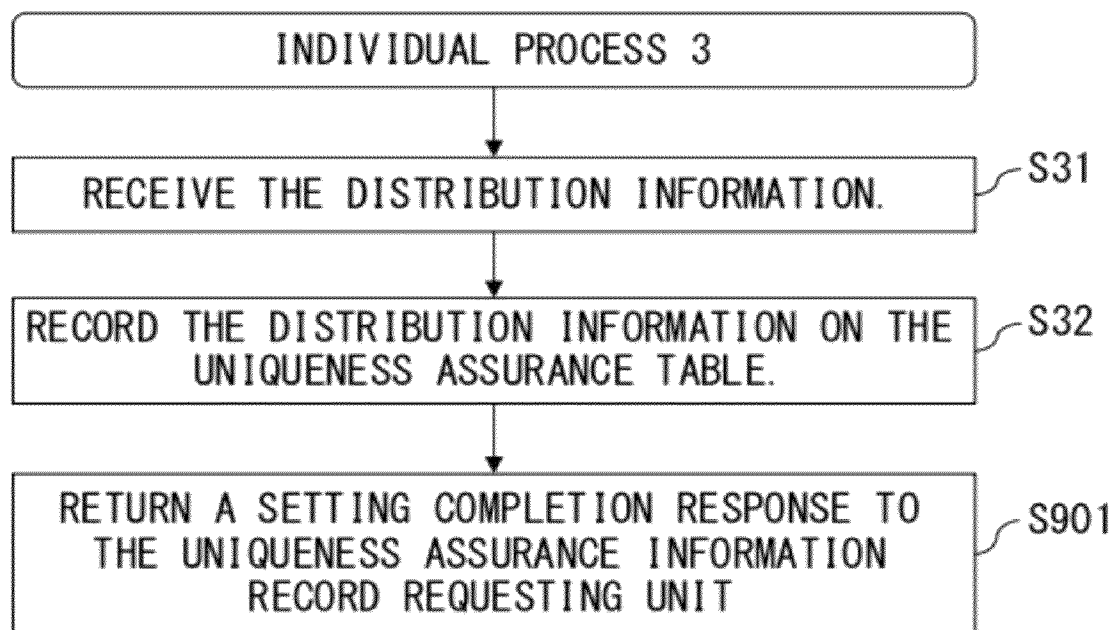 INDIVIDUAL PROCESS 3
RECEIVE THE DISTRIBUTION INFORMATION.
S31
RECORD THE DISTRIBUTION INFORMATION ON THE
UNIQUENESS ASSURANCE TABLE.
S32
RETURN A SETTING COMPLETION RESPONSE TO
THE UNIQUENESS ASSURANCE INFORMATION
RECORD REQUESTING UNIT
S901